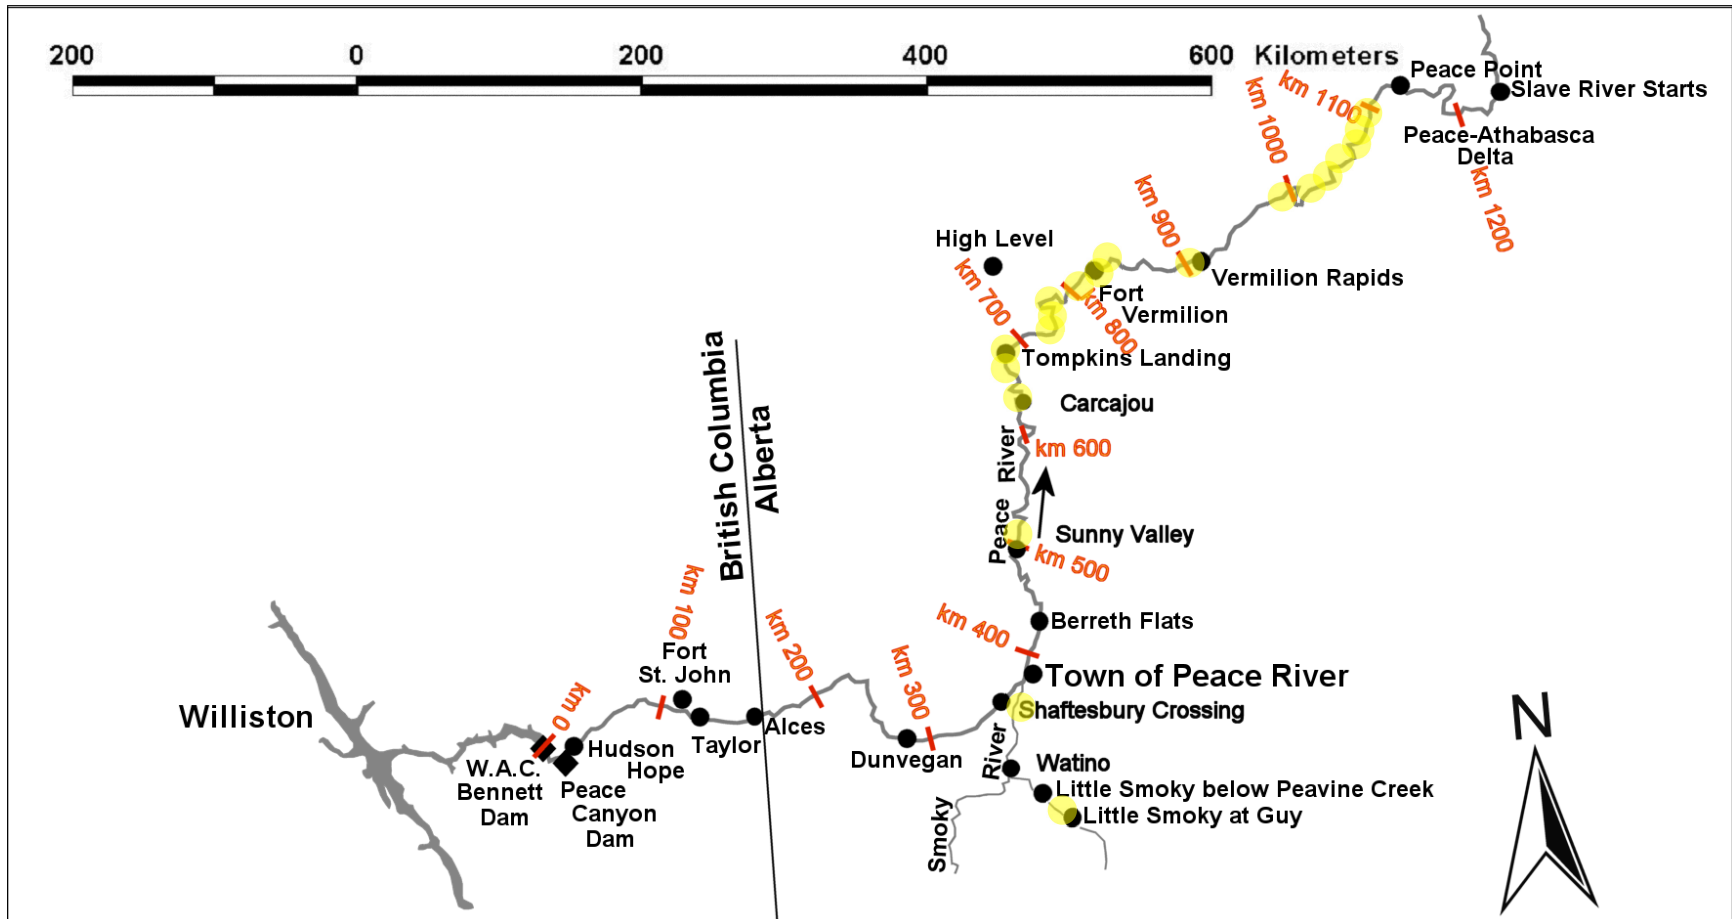 200 0 200 400 600 Kilometers
Peace Point
Slave River Starts
km 1100
km 1000
Peace-Athabasca
Delta
km 1200
km 900
High Level
Vermilion Rapids
km 700
Fort
Vermilion
km 800
Tompkins Landing
Carcajou
km 600
Peace River
Sunny Valley
km 500
British Columbia
Alberta
Berreth Flats
km 400
Town of Peace River
Shaftesbury Crossing
km 100
Fort
St. John
km 200
km 300
Williston
km 0
Alces
Taylor
Hudson
Hope
Dunvegan
W.A.C.
Bennett
Dam
Peace
Canyon
Dam
Watino
Little Smoky below Peavine Creek
Little Smoky at Guy
Smoky River
N